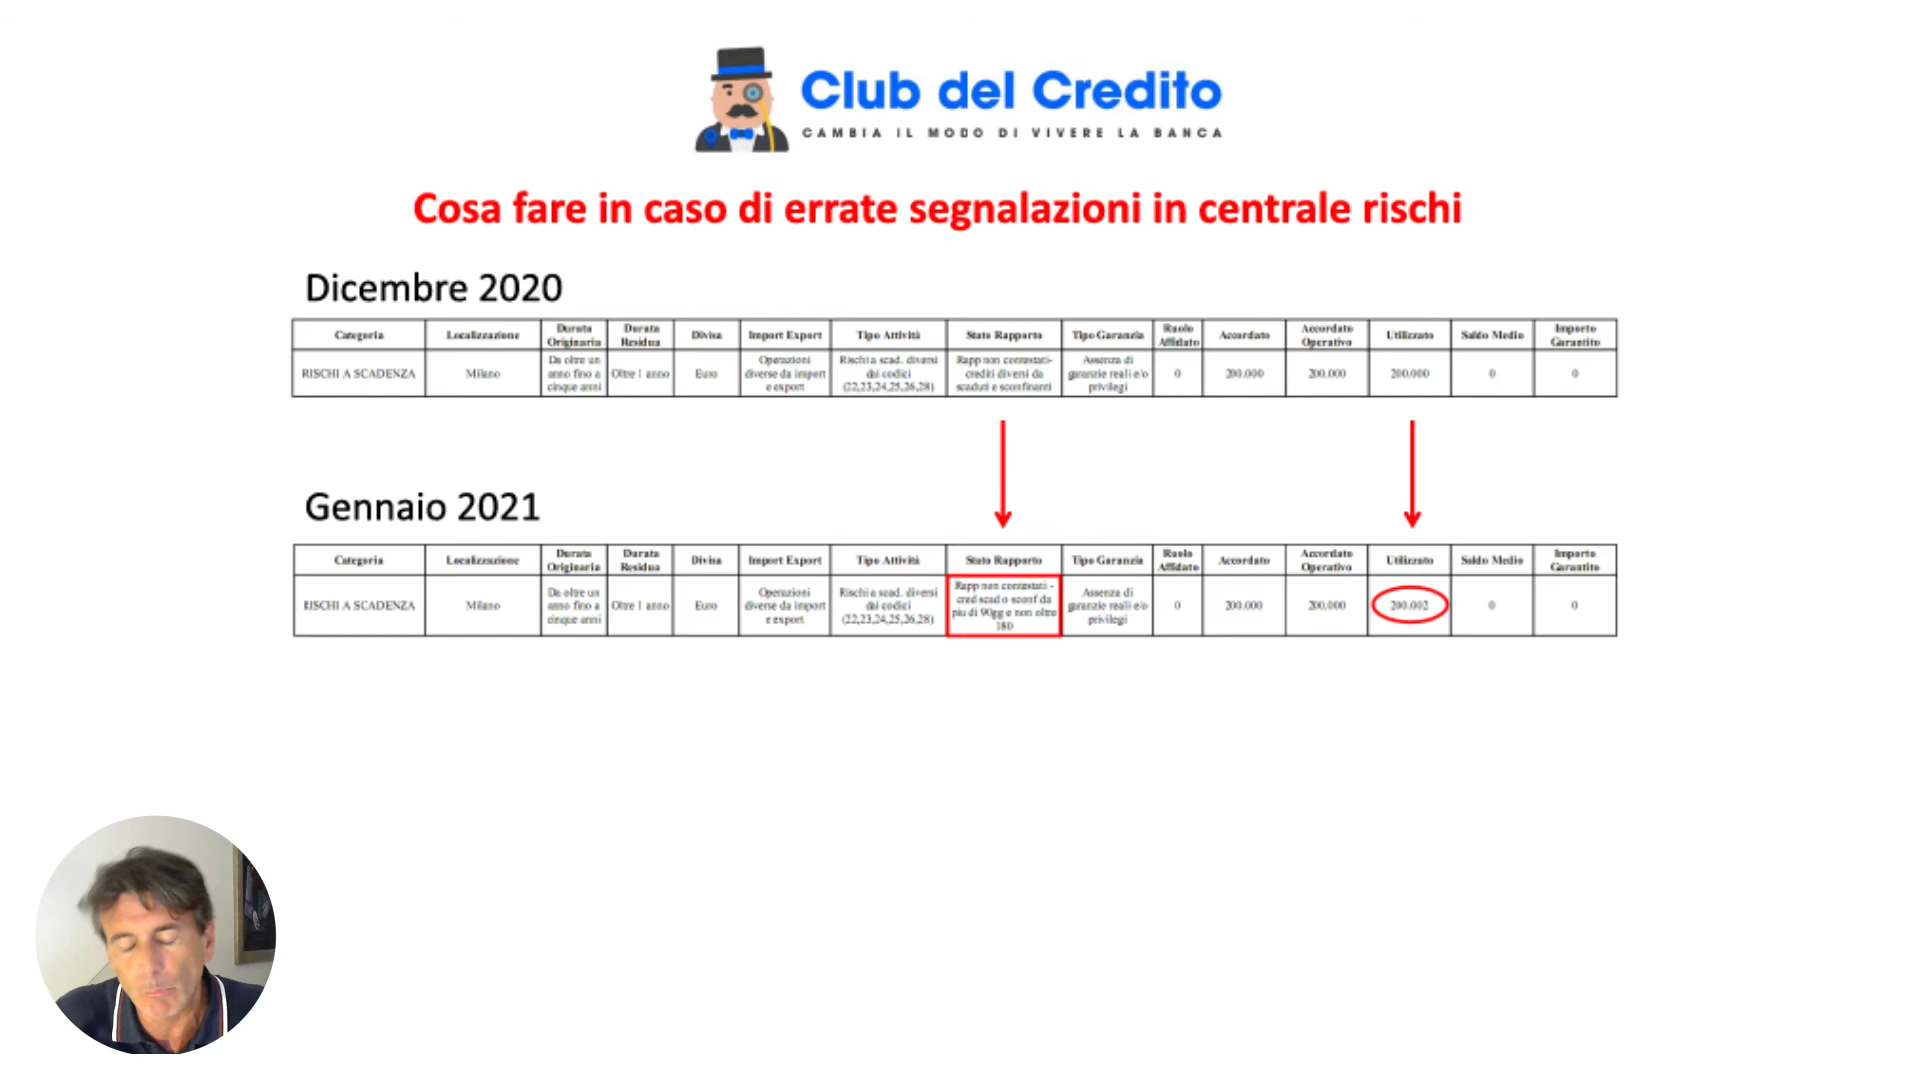 Club del Credito
CAMBIA IL MODO DI VIVERE LA BANCA
Cosa fare in caso di errate segnalazioni in centrale rischi
Dicembre 2020
Categoria Localizzazione Durata Originaria Durata Residua Divisa Import Export Tipo Attività Stato Rapporto Tipo Garanzia Ruolo Affidato Accordato Accordato Operativo Utilizzato Saldo Medio Importo Garantito
RISCHI A SCADENZA Milano Da oltre un anno fino a cinque anni Oltre 1 anno Euro Operazioni diverse da import e export Rischi a scad. diversi dai codici (22,23,24,25,26,28) Rapp non contestati- crediti diversi da scaduti e sconfinanti Assenza di garanzie reali e/o privilegi 0 200.000 200.000 200.000 0 0
Gennaio 2021
Categoria Localizzazione Durata Originaria Durata Residua Divisa Import Export Tipo Attività Stato Rapporto Tipo Garanzia Ruolo Affidato Accordato Accordato Operativo Utilizzato Saldo Medio Importo Garantito
RISCHI A SCADENZA Milano Da oltre un anno fino a cinque anni Oltre 1 anno Euro Operazioni diverse da import e export Rischi a scad. diversi dai codici (22,23,24,25,26,28) Rapp non contestati - cred scad o sconf da piu di 90gg e non oltre 180 Assenza di garanzie reali e/o privilegi 0 200.000 200.000 200.002 0 0